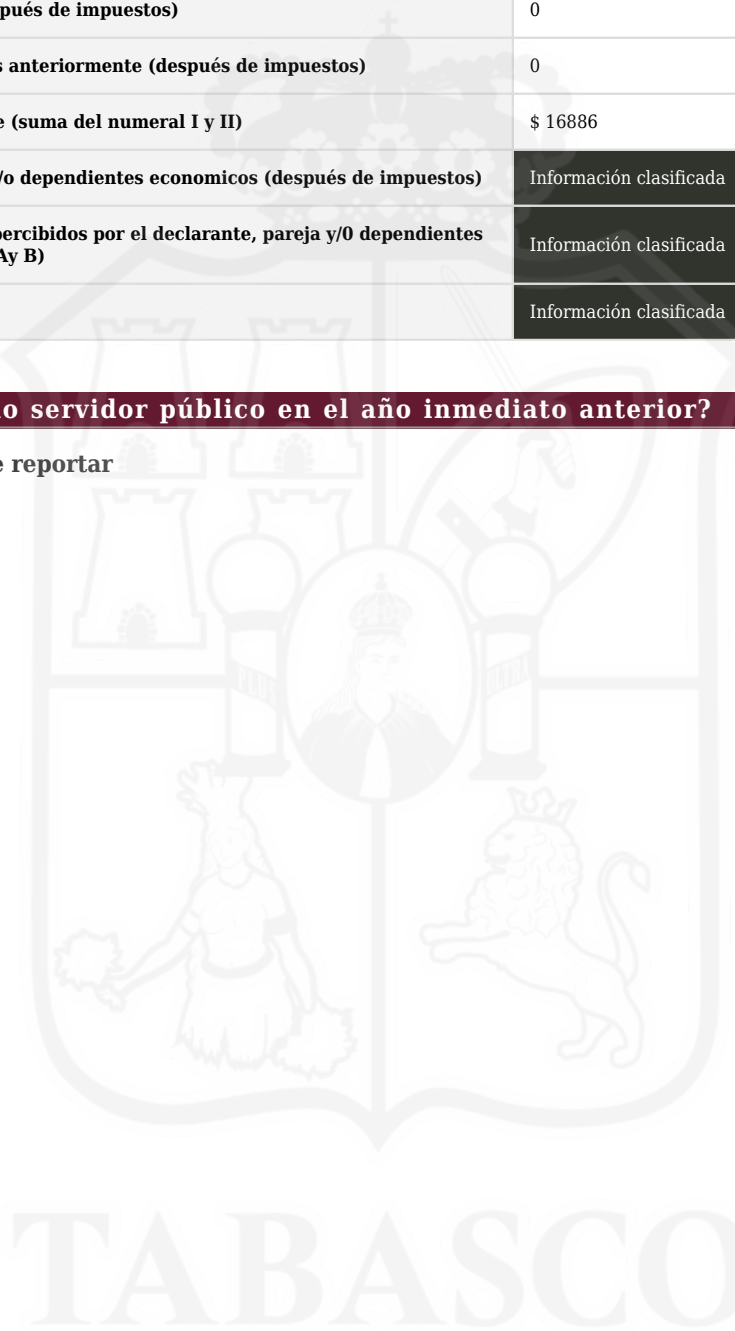 pués de impuestos)
0
s anteriormente (después de impuestos)
0
e (suma del numeral I y II)
$ 16886
/o dependientes economicos (después de impuestos)
Información clasificada
percibidos por el declarante, pareja y/0 dependientes
Ay B)
Información clasificada
Información clasificada
o servidor público en el año inmediato anterior?
e reportar
PLUS
ULTRA
TABASCO